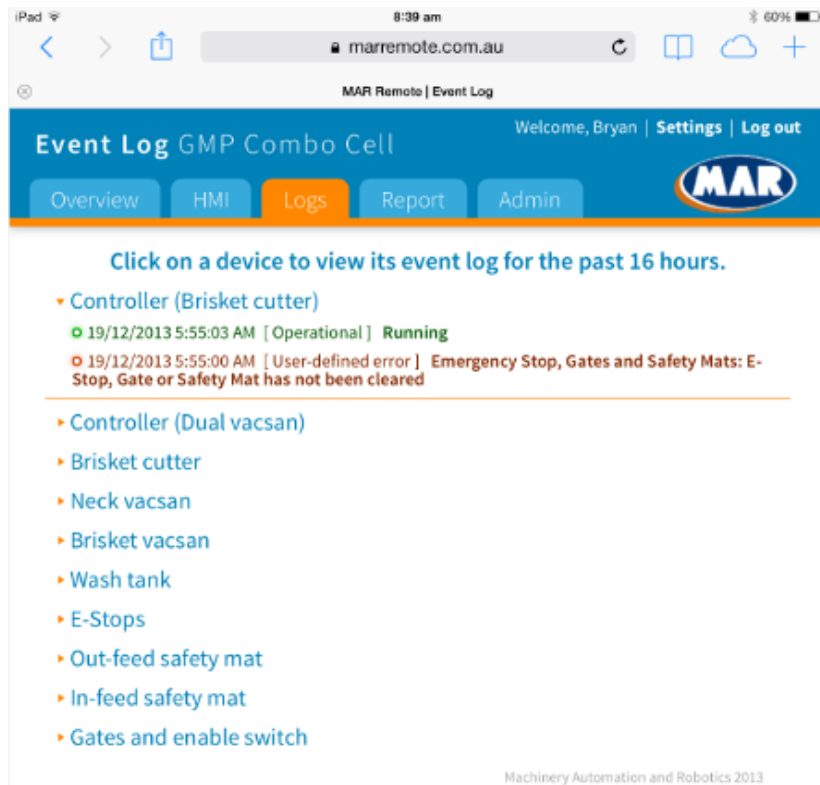 iPad 8:39 am 60%
marremote.com.au
MAR Remote | Event Log
Welcome, Bryan | Settings | Log out
Event Log GMP Combo Cell
MAR
Overview HMI Logs Report Admin
Click on a device to view its event log for the past 16 hours.
Controller (Brisket cutter)
19/12/2013 5:55:03 AM [ Operational ] Running
19/12/2013 5:55:00 AM [ User-defined error ] Emergency Stop, Gates and Safety Mats: E-
Stop, Gate or Safety Mat has not been cleared
Controller (Dual vacsan)
Brisket cutter
Neck vacsan
Brisket vacsan
Wash tank
E-Stops
Out-feed safety mat
In-feed safety mat
Gates and enable switch
Machinery Automation and Robotics 2013